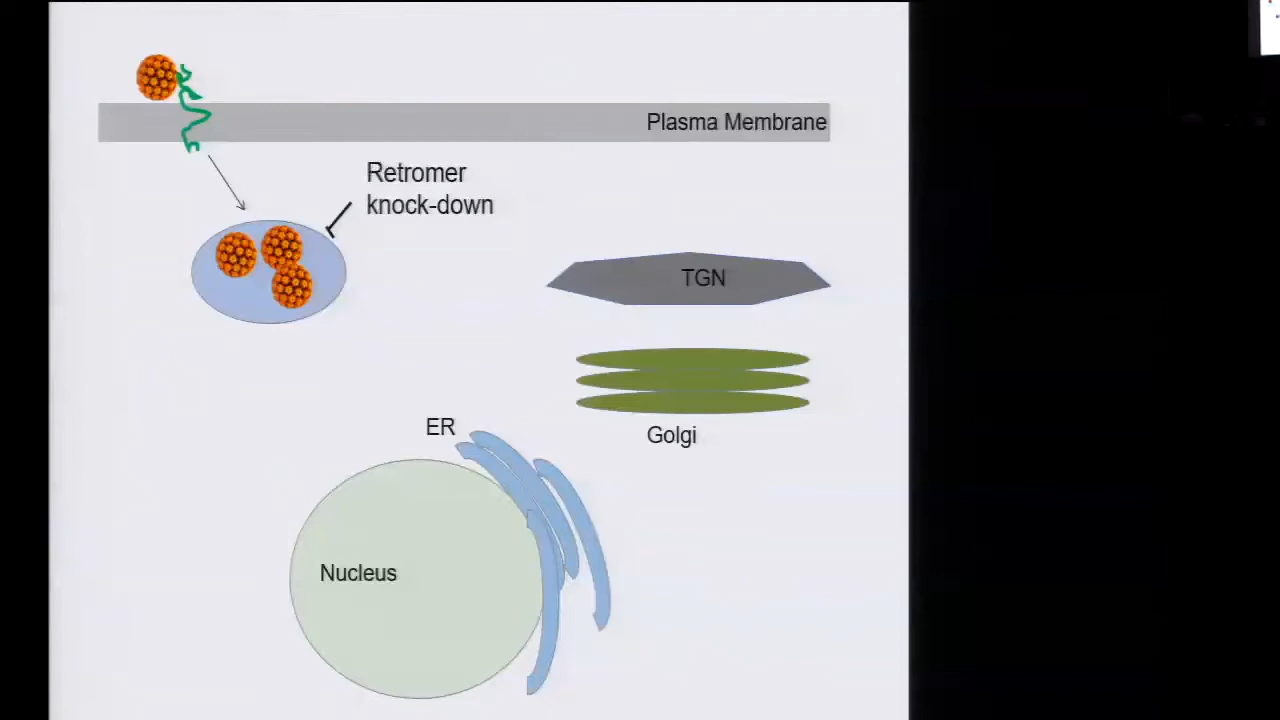 Plasma Membrane
Retromer
knock-down
TGN
Golgi
ER
Nucleus